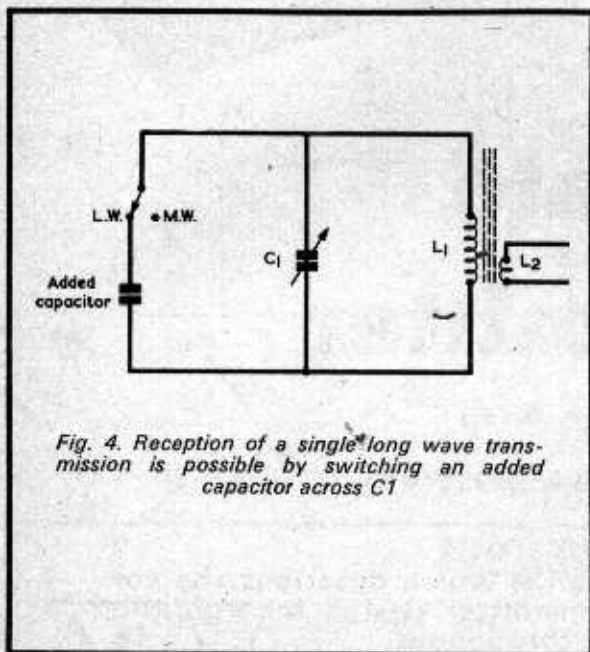 L.W. M.W.
C1 L1 L2
Added
capacitor
Fig. 4. Reception of a single long wave trans-
mission is possible by switching an added
capacitor across C1